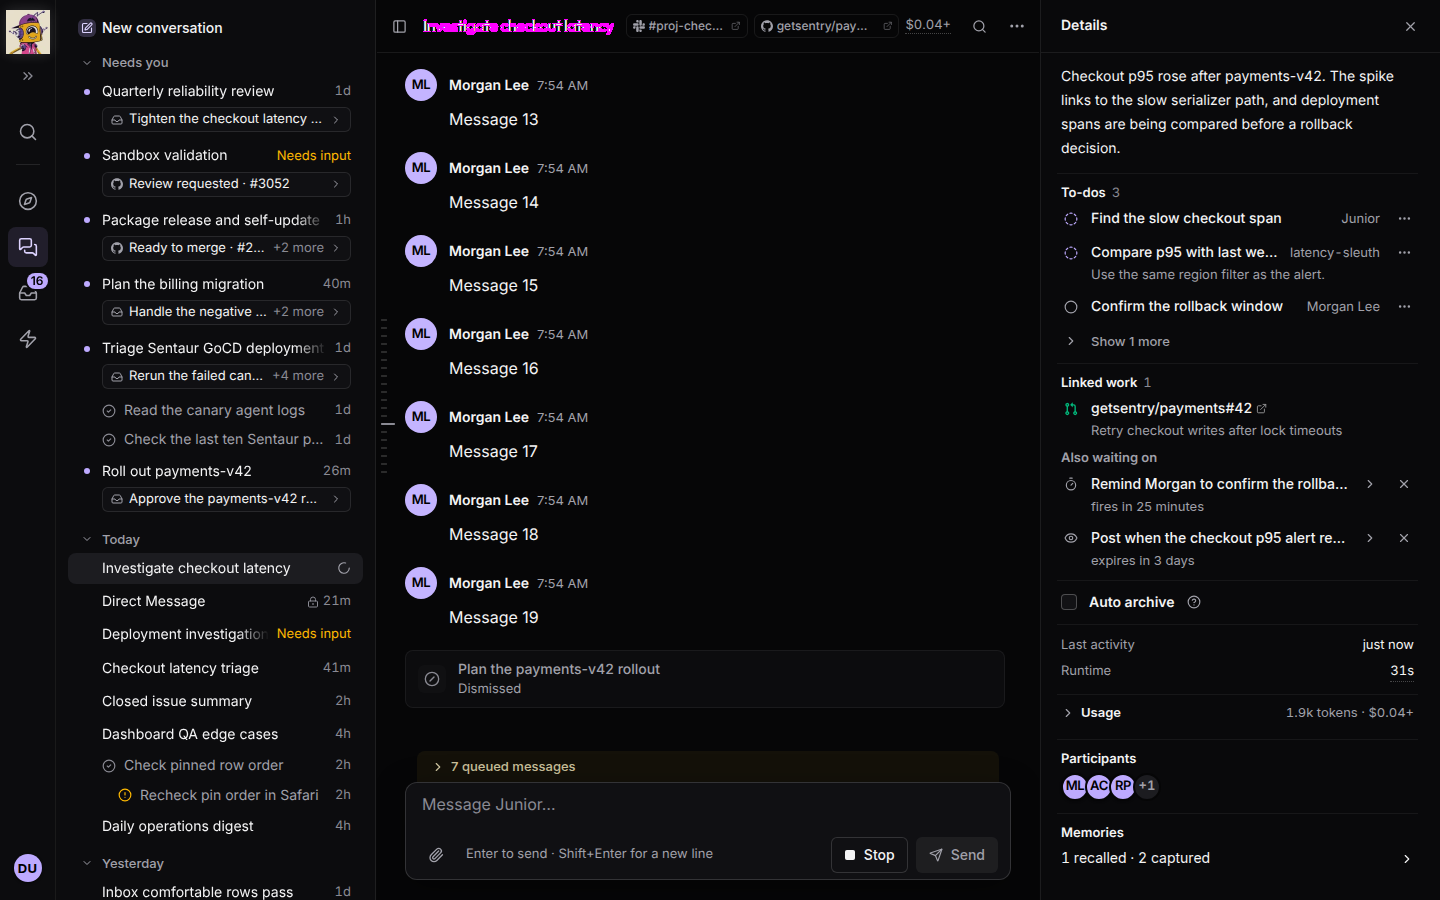 New conversation
Needs you
Quarterly reliability review 1d
Tighten the checkout latency ...
Sandbox validation Needs input
Review requested · #3052
Package release and self-update 1h
Ready to merge · #2... +2 more
16
Plan the billing migration 40m
Handle the negative ... +2 more
Triage Sentaur GoCD deployment 1d
Rerun the failed can... +4 more
Read the canary agent logs 1d
Check the last ten Sentaur p... 1d
Roll out payments-v42 26m
Approve the payments-v42 r...
Today
Investigate checkout latency
Direct Message 21m
Deployment investigation Needs input
Checkout latency triage 41m
Closed issue summary 2h
Dashboard QA edge cases 4h
Check pinned row order 2h
Recheck pin order in Safari 2h
Daily operations digest 4h
Yesterday
Inbox comfortable rows pass 1d
DU
Investigate checkout latency #proj-chec... getsentry/pay... $0.04+
ML Morgan Lee 7:54 AM
Message 13
ML Morgan Lee 7:54 AM
Message 14
ML Morgan Lee 7:54 AM
Message 15
ML Morgan Lee 7:54 AM
Message 16
ML Morgan Lee 7:54 AM
Message 17
ML Morgan Lee 7:54 AM
Message 18
ML Morgan Lee 7:54 AM
Message 19
Plan the payments-v42 rollout
Dismissed
7 queued messages
Message Junior...
Enter to send · Shift+Enter for a new line Stop Send
Details
Checkout p95 rose after payments-v42. The spike
links to the slow serializer path, and deployment
spans are being compared before a rollback
decision.
To-dos 3
Find the slow checkout span Junior
Compare p95 with last we... latency-sleuth
Use the same region filter as the alert.
Confirm the rollback window Morgan Lee
Show 1 more
Linked work 1
getsentry/payments#42
Retry checkout writes after lock timeouts
Also waiting on
Remind Morgan to confirm the rollba...
fires in 25 minutes
Post when the checkout p95 alert re...
expires in 3 days
Auto archive
Last activity just now
Runtime 31s
Usage 1.9k tokens · $0.04+
Participants
ML AC RP +1
Memories
1 recalled · 2 captured